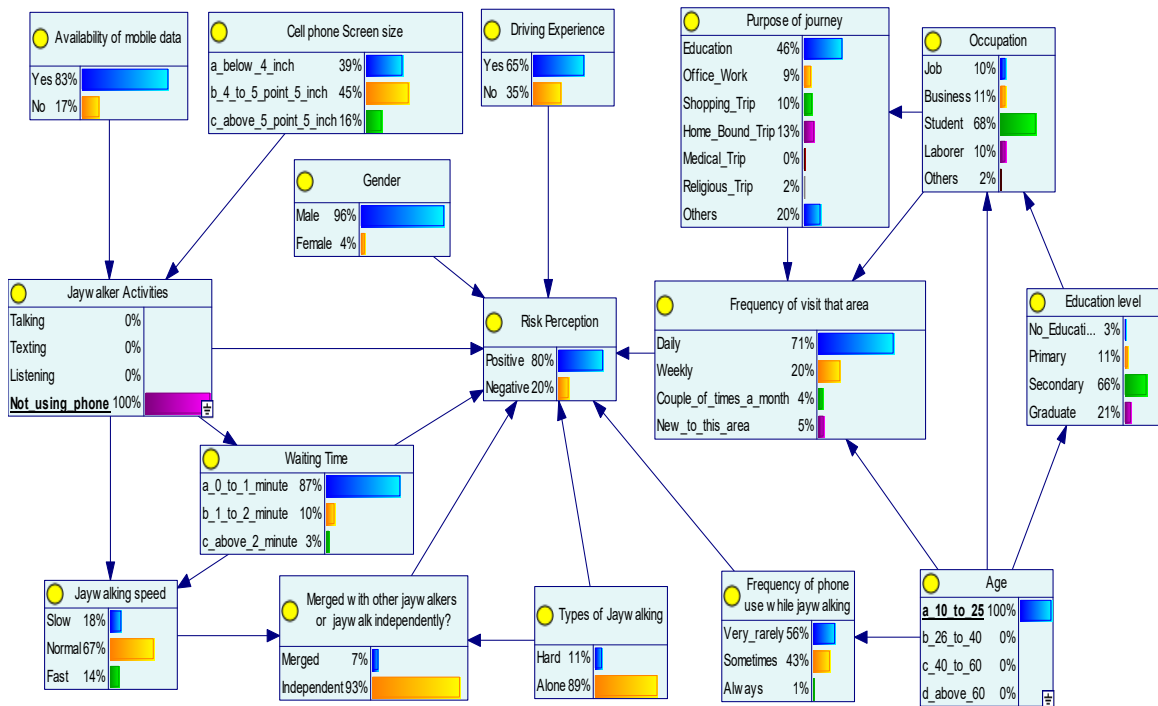 Availability of mobile data
Yes 83%
No 17%
Cell phone Screen size
a_below_4_inch 39%
b_4_to_5_point_5_inch 45%
c_above_5_point_5_inch 16%
Driving Experience
Yes 65%
No 35%
Purpose of journey
Education 46%
Office_Work 9%
Shopping_Trip 10%
Home_Bound_Trip 13%
Medical_Trip 0%
Religious_Trip 2%
Others 20%
Occupation
Job 10%
Business 11%
Student 68%
Laborer 10%
Others 2%
Gender
Male 96%
Female 4%
Jaywalker Activities
Talking 0%
Texting 0%
Listening 0%
Not_using_phone 100%
Risk Perception
Positive 80%
Negative 20%
Frequency of visit that area
Daily 71%
Weekly 20%
Couple_of_times_a_month 4%
New_to_this_area 5%
Education level
No_Educati... 3%
Primary 11%
Secondary 66%
Graduate 21%
Waiting Time
a_0_to_1_minute 87%
b_1_to_2_minute 10%
c_above_2_minute 3%
Jaywalking speed
Slow 18%
Normal 67%
Fast 14%
Merged with other jaywalkers
or jaywalk independently?
Merged 7%
Independent 93%
Types of Jaywalking
Hard 11%
Alone 89%
Frequency of phone
use while jaywalking
Very_rarely 56%
Sometimes 43%
Always 1%
Age
a_10_to_25 100%
b_26_to_40 0%
c_40_to_60 0%
d_above_60 0%